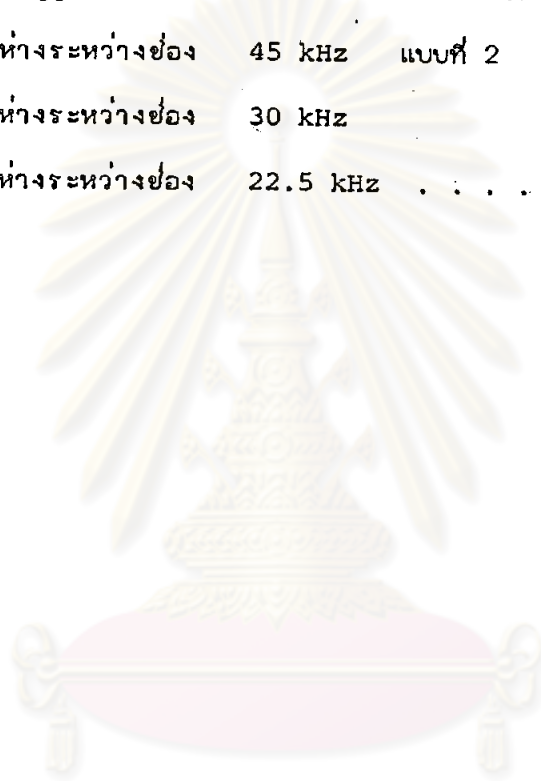 ห่างระหว่างช่อง 45 kHz แบบที่ 2
ห่างระหว่างช่อง 30 kHz
ห่างระหว่างช่อง 22.5 kHz . . . .